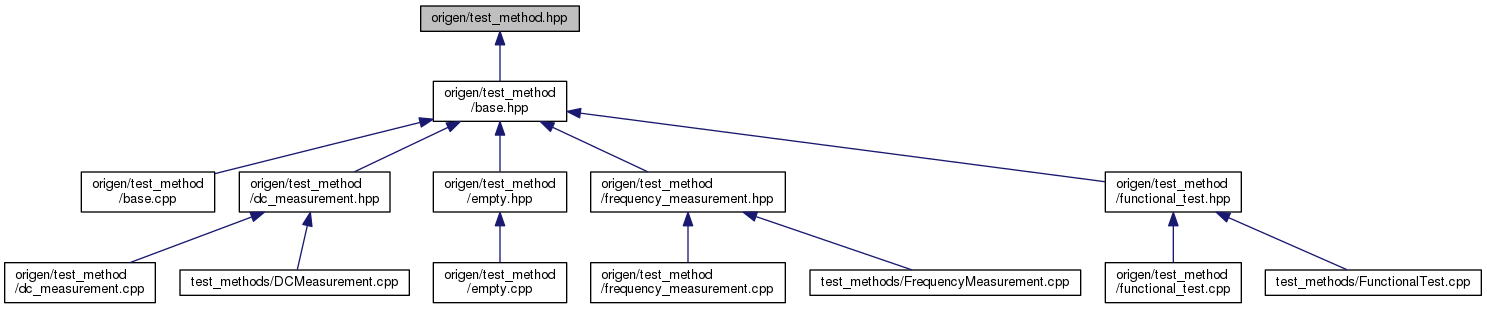 origen/test_method.hpp
origen/test_method
/base.hpp
origen/test_method
/base.cpp
origen/test_method
/dc_measurement.hpp
origen/test_method
/empty.hpp
origen/test_method
/frequency_measurement.hpp
origen/test_method
/functional_test.hpp
origen/test_method
/dc_measurement.cpp
test_methods/DCMeasurement.cpp
origen/test_method
/empty.cpp
origen/test_method
/frequency_measurement.cpp
test_methods/FrequencyMeasurement.cpp
origen/test_method
/functional_test.cpp
test_methods/FunctionalTest.cpp